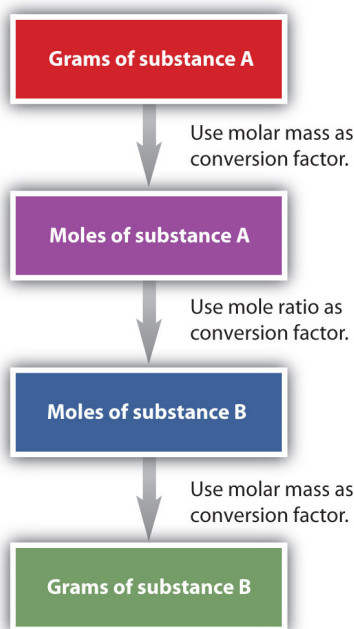 Grams of substance A
Use molar mass as
conversion factor.
Moles of substance A
Use mole ratio as
conversion factor.
Moles of substance B
Use molar mass as
conversion factor.
Grams of substance B